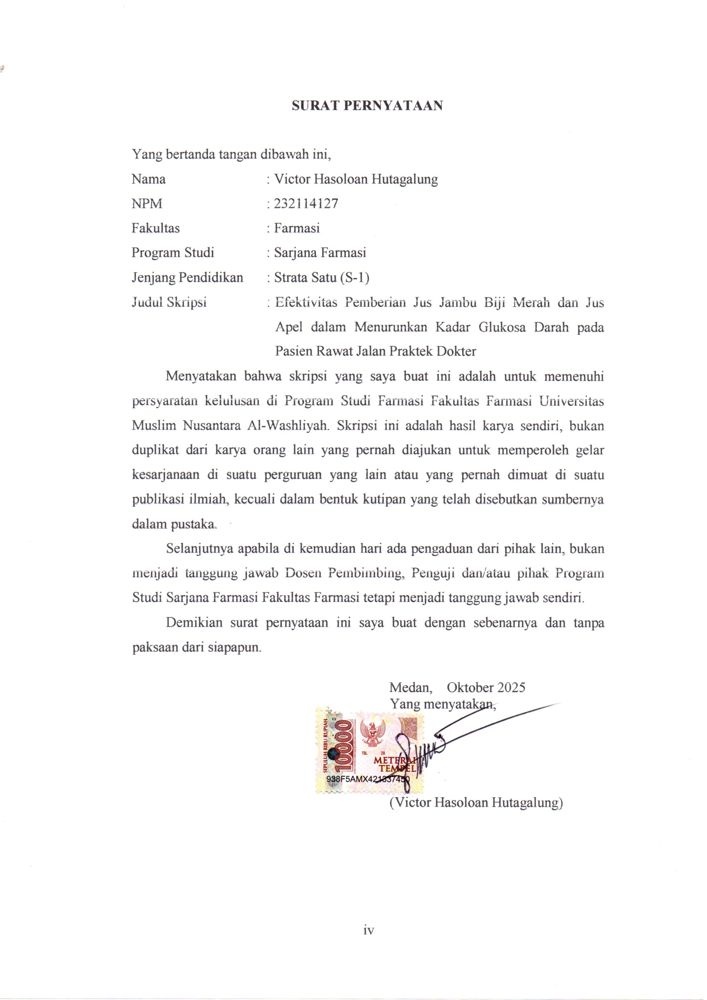 SURAT PERNYATAAN
Yang bertanda tangan dibawah ini,
Nama : Victor Hasoloan Hutagalung
NPM : 232114127
Fakultas : Farmasi
Program Studi : Sarjana Farmasi
Jenjang Pendidikan : Strata Satu (S-1)
Judul Skripsi : Efektivitas Pemberian Jus Jambu Biji Merah dan Jus
Apel dalam Menurunkan Kadar Glukosa Darah pada
Pasien Rawat Jalan Praktek Dokter
Menyatakan bahwa skripsi yang saya buat ini adalah untuk memenuhi
persyaratan kelulusan di Program Studi Farmasi Fakultas Farmasi Universitas
Muslim Nusantara Al-Washliyah. Skripsi ini adalah hasil karya sendiri, bukan
duplikat dari karya orang lain yang pernah diajukan untuk memperoleh gelar
kesarjanaan di suatu perguruan yang lain atau yang pernah dimuat di suatu
publikasi ilmiah, kecuali dalam bentuk kutipan yang telah disebutkan sumbernya
dalam pustaka.
Selanjutnya apabila di kemudian hari ada pengaduan dari pihak lain, bukan
menjadi tanggung jawab Dosen Pembimbing, Penguji dan/atau pihak Program
Studi Sarjana Farmasi Fakultas Farmasi tetapi menjadi tanggung jawab sendiri.
Demikian surat pernyataan ini saya buat dengan sebenarnya dan tanpa
paksaan dari siapapun.
Medan, Oktober 2025
Yang menyatakan,
SEPULUH RIBU RUPIAH
10000
TGL. 20
METERAI
TEMPEL
938F5AMX421337450
(Victor Hasoloan Hutagalung)
iv